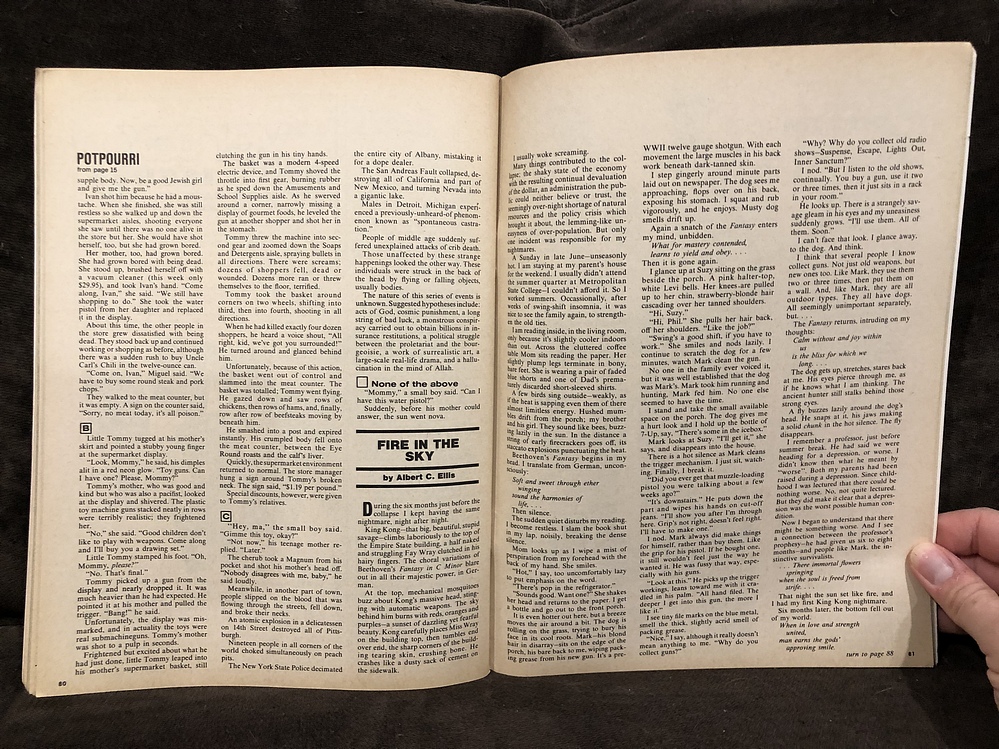 POTPOURRI
from page 15
supple body. Now, be a good Jewish girl
and give me the gun."
Ivan shot him because he had a mous-
tache. When she finished, she was still
restless so she walked up and down the
supermarket aisles, shooting everyone
she saw until there was no one alive in
the store but her. She would have shot
herself, too, but she had grown bored.
Her mother, too, had grown bored.
She had grown bored with being dead.
She stood up, brushed herself off with
a vacuum cleaner (this week only
$29.95), and took Ivan's hand. "Come
along, Ivan," she said. "We still have
shopping to do." She took the water
pistol from her daughter and replaced
it in the display.
About this time, the other people in
the store grew dissatisfied with being
dead. They stood back up and continued
working or shopping as before, although
there was a sudden rush to buy Uncle
Carl's Chili in the twelve-ounce can.
"Come on, Ivan," Miguel said. "We
have to buy some round steak and pork
chops."
They walked to the meat counter, but
it was empty. A sign on the counter said,
"Sorry, no meat today, it's all poison."
B
Little Tommy tugged at his mother's
skirt and pointed a stubby young finger
at the supermarket display.
"Look, Mommy," he said, his dimples
alit in a red neon glow. "Toy guns. Can
I have one? Please, Mommy?"
Tommy's mother, who was good and
kind but who was also a pacifist, looked
at the display and shivered. The plastic
toy machine guns stacked neatly in rows
were terribly realistic; they frightened
her.
"No," she said. "Good children don't
like to play with weapons. Come along
and I'll buy you a drawing set."
Little Tommy stamped his foot. "Oh,
Mommy, please?"
"No. That's final."
Tommy picked up a gun from the
display and nearly dropped it. It was
much heavier than he had expected. He
pointed it at his mother and pulled the
trigger. "Bang!" he said.
Unfortunately, the display was mis-
marked, and in actuality the toys were
real submachineguns. Tommy's mother
was shot to a pulp in seconds.
Frightened but excited about what he
had just done, little Tommy leaped into
his mother's supermarket basket, still
80
clutching the gun in his tiny hands.
The basket was a modern 4-speed
electric device, and Tommy shoved the
throttle into first gear, burning rubber
as he sped down the Amusements and
School Supplies aisle. As he swerved
around a corner, narrowly missing a
display of gourmet foods, he leveled the
gun at another shopper and shot her in
the stomach.
Tommy threw the machine into sec-
ond gear and zoomed down the Soaps
and Detergents aisle, spraying bullets in
all directions. There were screams;
dozens of shoppers fell, dead or
wounded. Dozens more ran or threw
themselves to the floor, terrified.
Tommy took the basket around
corners on two wheels, shifting into
third, then into fourth, shooting in all
directions.
When he had killed exactly four dozen
shoppers, he heard a voice shout, "All
right, kid, we've got you surrounded!"
He turned around and glanced behind
him.
Unfortunately, because of this action,
the basket went out of control and
slammed into the meat counter. The
basket was totalled; Tommy went flying.
He gazed down and saw rows of
chickens, then rows of hams, and, finally,
row after row of beefsteaks moving by
beneath him.
He smashed into a post and expired
instantly. His crumpled body fell onto
the meat counter, between the Eye
Round roasts and the calf's liver.
Quickly, the supermarket environment
returned to normal. The store manager
hung a sign around Tommy's broken
neck. The sign said, "$1.19 per pound."
Special discounts, however, were given
to Tommy's relatives.
C
"Hey, ma," the small boy said.
"Gimme this toy, okay?"
"Not now," his teenage mother re-
plied. "Later."
The cherub took a Magnum from his
pocket and shot his mother's head off.
"Nobody disagrees with me, baby," he
said loudly.
Meanwhile, in another part of town,
people slipped on the blood that was
flowing through the streets, fell down,
and broke their necks.
An atomic explosion in a delicatessen
on 14th Street destroyed all of Pitts-
burgh.
Nineteen people in all corners of the
world choked simultaneously on peach
pits.
The New York State Police decimated
the entire city of Albany, mistaking it
for a dope dealer.
The San Andreas Fault collapsed, de-
stroying all of California and part of
New Mexico, and turning Nevada into
a gigantic lake.
Males in Detroit, Michigan experi-
enced a previously-unheard-of phenom-
enon known as "spontaneous castra-
tion."
People of middle age suddenly suf-
fered unexplained attacks of crib death.
Those unaffected by these strange
happenings looked the other way. These
individuals were struck in the back of
the head by flying or falling objects,
usually bodies.
The nature of this series of events is
unknown. Suggested hypotheses include:
acts of God, cosmic punishment, a long
string of bad luck, a monstrous conspir-
acy carried out to obtain billions in in-
surance restitutions, a political struggle
between the proletariat and the bour-
geoisie, a work of surrealistic art, a
large-scale real-life drama, and a hallu-
cination in the mind of Allah.
None of the above
"Mommy," a small boy said. "Can I
have this water pistol?"
Suddenly, before his mother could
answer, the sun went nova.
FIRE IN THE
SKY
by Albert C. Ellis
During the six months just before the
collapse I kept having the same
nightmare, night after night.
King Kong—that big, beautiful, stupid
savage—climbs laboriously to the top of
the Empire State building, a half naked
and struggling Fay Wray clutched in his
hairy fingers. The choral variations of
Beethoven's Fantasy in C Minor blare
out in all their majestic power, in Ger-
man.
At the top, mechanical mosquitoes
buzz about Kong's massive head, sting-
ing with automatic weapons. The sky
behind him burns with reds, oranges and
purples—a sunset of dazzling yet fearful
beauty. Kong carefully places Miss Wray
on the building top, then tumbles end
over end, the sharp corners of the build-
ing tearing skin, crushing bone. He
crashes like a dusty sack of cement on
the sidewalk.
I usually woke screaming.
Many things contributed to the col-
lapse; the shaky state of the economy
with the resulting continual devaluation
of the dollar, an administration the pub-
lic could neither believe or trust, the
seemingly over-night shortage of natural
resources and the policy crisis which
brought it about, the lemming-like un-
easyness of over-population. But only
one incident was responsible for my
nightmares.
A Sunday in late June—unseasonly
hot. I am staying at my parent's house
for the weekend. I usually didn't attend
the summer quarter at Metropolitan
State College—I couldn't afford it. So I
worked summers. Occasionally, after
weeks of swing-shift insomnia, it was
nice to see the family again, to strength-
en the old ties.
I am reading inside, in the living room,
only because it's slightly cooler indoors
than out. Across the cluttered coffee
table Mom sits reading the paper. Her
slightly plump legs terminate in bony,
bare feet. She is wearing a pair of faded
blue shorts and one of Dad's prema-
turely discarded short-sleeved shirts.
A few birds sing outside—weakly, as
if the heat is sapping even them of there
almost limitless energy. Hushed mum-
bles drift from the porch; my brother
and his girl. They sound like bees, buzz-
ing lazily in the sun. In the distance a
string of early firecrackers goes off, its
staccato explosions punctuating the heat.
Beethoven's Fantasy begins in my
head. I translate from German, uncon-
sciously:
Soft and sweet through ether
winging
sound the harmonies of
life, . . .
Then silence.
The sudden quiet disturbs my reading.
I become restless. I slam the book shut
in my lap, noisily, breaking the dense
silence.
Mom looks up as I wipe a mist of
perspiration from my forehead with the
back of my hand. She smiles.
"Hot," I say, too uncomfortably lazy
to put emphasis on the word.
"There's pop in the refrigerator."
"Sounds good. Want one?" She shakes
her head and returns to the paper. I get
a bottle and go out to the front porch.
It is even hotter out here, but a breeze
moves the air around a bit. The dog is
rolling on the grass, trying to bury his
face in its cool roots. Mark—his blond
hair in disarray—sits on the edge of the
porch, his bare back to me, wiping pack-
ing grease from his new gun. It's a pre-
WWII twelve gauge shotgun. With each
movement the large muscles in his back
work beneath dark-tanned skin.
I step gingerly around minute parts
laid out on newspaper. The dog sees me
approaching, flops over on his back,
exposing his stomach. I squat and rub
vigorously, and he enjoys. Musty dog
smells drift up.
Again a snatch of the Fantasy enters
my mind, unbidden.
What for mastery contended,
learns to yield and obey. . . .
Then it is gone again.
I glance up at Suzy sitting on the grass
beside the porch. A pink halter-top,
white Levi bells. Her knees are pulled
up to her chin, strawberry-blonde hair
cascading over her tanned shoulders.
"Hi, Suzy."
"Hi, Phil." She pulls her hair back,
off her shoulders. "Like the job?"
"Swing's a good shift, if you have to
work." She smiles and nods lazily. I
continue to scratch the dog for a few
minutes, watch Mark clean the gun.
No one in the family ever voiced it,
but it was well established that the dog
was Mark's. Mark took him running and
hunting, Mark fed him. No one else
seemed to have the time.
I stand and take the small available
space on the porch. The dog gives me
a hurt look and I hold up the bottle of
7-Up, say, "There's some in the icebox."
Mark looks at Suzy. "I'll get it," she
says, and disappears into the house.
There is a hot silence as Mark cleans
the trigger mechanism. I just sit, watch-
ing. Finally, I break it.
"Did you ever get that muzzle-loading
pistol you were talking about a few
weeks ago?"
"It's downstairs." He puts down the
part and wipes his hands on cut-off
jeans. "I'll show you after I'm through
here. Grip's not right, doesn't feel right.
I'll have to make one."
I nod. Mark always did make things
for himself, rather than buy them. Like
the grip for his pistol. If he bought one,
it still wouldn't feel just the way he
wanted it. He was fussy that way, espe-
cially with his guns.
"Look at this." He picks up the trigger
workings, leans toward me with it cra-
dled in his palm. "All hand filed. The
deeper I get into this gun, the more I
like it."
I see tiny file marks on the blue metal,
smell the thick, slightly acrid smell of
packing grease.
"Nice," I say, although it really doesn't
mean anything to me. "Why do you
collect guns?"
"Why? Why do you collect old radio
shows—Suspense, Escape, Lights Out,
Inner Sanctum?"
I nod. "But I listen to the old shows,
continually. You buy a gun, use it two
or three times, then it just sits in a rack
in your room."
He looks up. There is a strangely sav-
age gleam in his eyes and my uneasiness
suddenly grows. "I'll use them. All of
them. Soon."
I can't face that look. I glance away,
to the dog. And think.
I think that several people I know
collect guns. Not just old weapons, but
new ones too. Like Mark, they use them
two or three times, then put them on
a wall. And, like Mark, they are all
outdoor types. They all have dogs.
All seemingly unimportant separately,
but. . . .
The Fantasy returns, intruding on my
thoughts:
Calm without and joy within
us
is the bliss for which we
long. . . .
The dog gets up, stretches, stares back
at me. His eyes pierce through me, as
if he knows what I am thinking. The
ancient hunter still stalks behind those
strong eyes.
A fly buzzes lazily around the dog's
head. He snaps at it, his jaws making
a solid chunk in the hot silence. The fly
disappears.
I remember a professor, just before
summer break. He had said we were
heading for a depression, or worse. I
didn't know then what he meant by
"worse". Both my parents had been
raised during a depression. Since child-
hood I was lectured that there could be
nothing worse. No, not quite lectured.
But they did make it clear that a depres-
sion was the worst possible human con-
dition.
Now I began to understand that there
might be something worse. And I see
a connection between the professor's
prophesy—he had given us six to eight
months—and people like Mark, the in-
stinctive survivalists.
. . . There immortal flowers
springing
when the soul is freed from
strife. . . .
That night the sun set like fire, and
I had my first King Kong nightmare.
Six months later, the bottom fell out
of my world.
When in love and strength
united,
man earns the gods'
approving smile.
turn to page 88
81